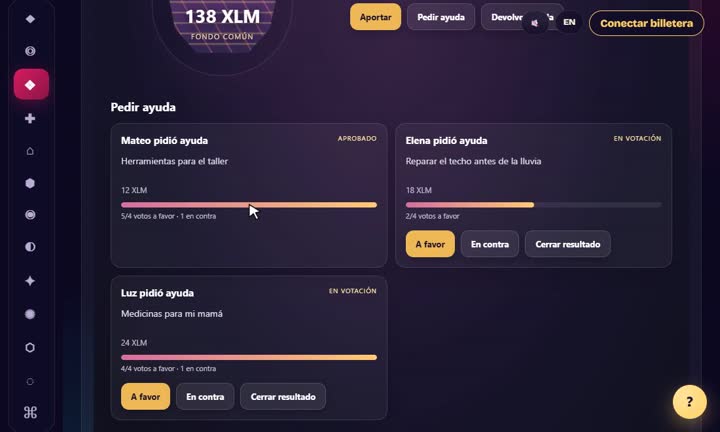 138 XLM
FONDO COMÚN
Aportar
Pedir ayuda
EN
Conectar billetera
Pedir ayuda
Mateo pidió ayuda
APROBADO
Herramientas para el taller
12 XLM
5/4 votos a favor · 1 en contra
Elena pidió ayuda
EN VOTACIÓN
Reparar el techo antes de la lluvia
18 XLM
2/4 votos a favor
A favor
En contra
Cerrar resultado
Luz pidió ayuda
EN VOTACIÓN
Medicinas para mi mamá
24 XLM
4/4 votos a favor · 1 en contra
A favor
En contra
Cerrar resultado
?